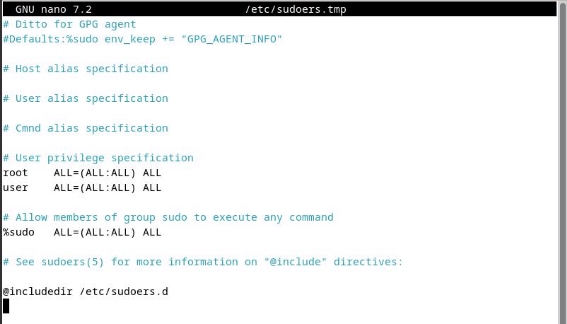 GNU nano 7.2 /etc/sudoers.tmp
# Ditto for GPG agent
#Defaults:%sudo env_keep += "GPG_AGENT_INFO"
# Host alias specification
# User alias specification
# Cmnd alias specification
# User privilege specification
root ALL=(ALL:ALL) ALL
user ALL=(ALL:ALL) ALL
# Allow members of group sudo to execute any command
%sudo ALL=(ALL:ALL) ALL
# See sudoers(5) for more information on "@include" directives:
@includedir /etc/sudoers.d